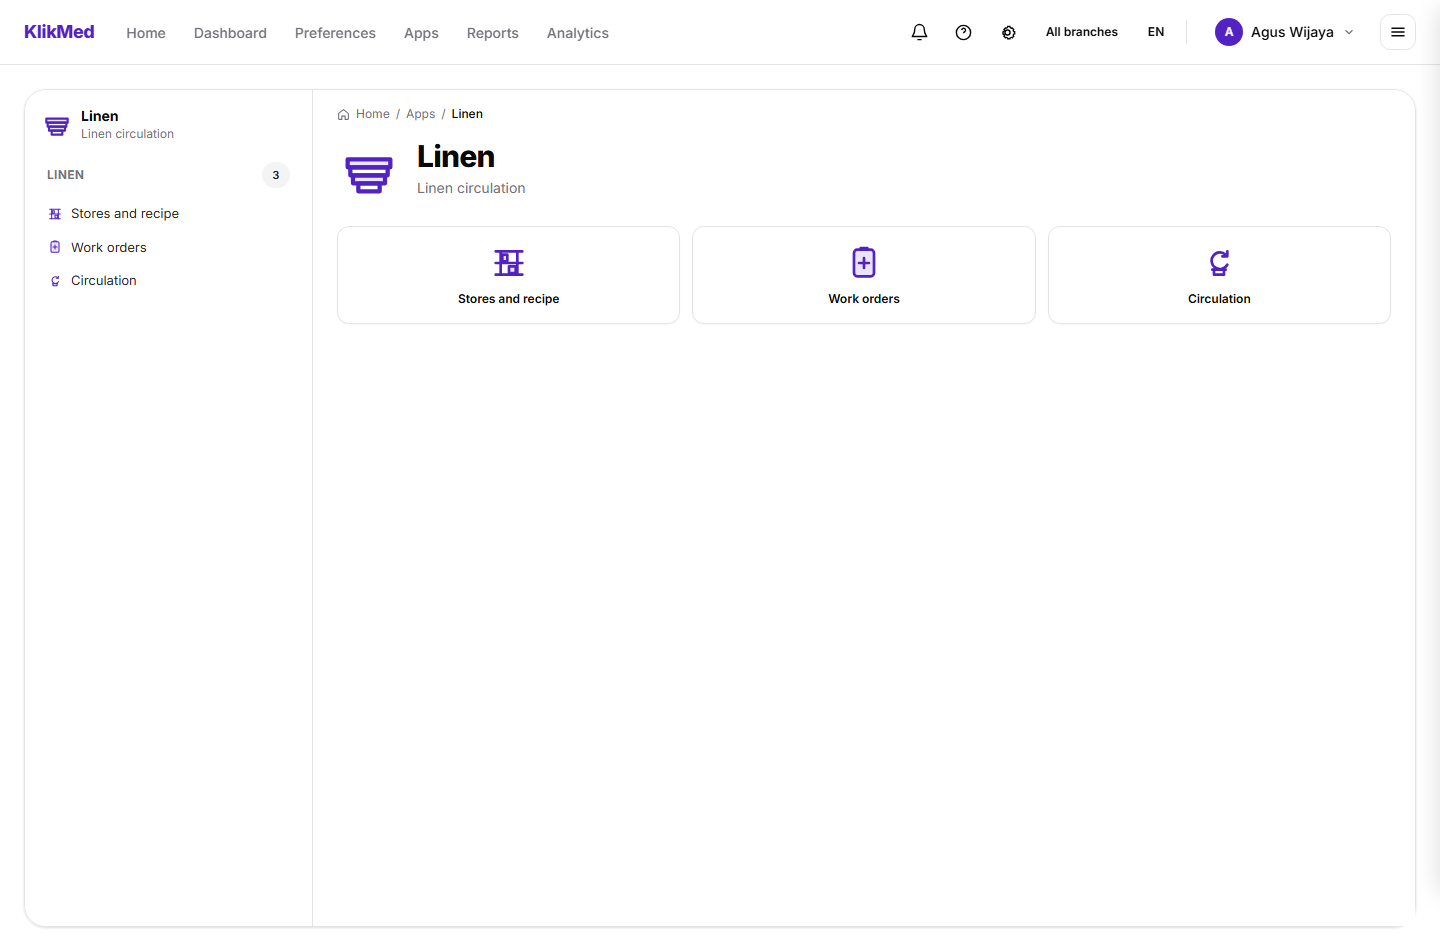 KlikMed
Home
Dashboard
Preferences
Apps
Reports
Analytics
All branches
EN
A
Agus Wijaya
Linen
Linen circulation
LINEN
3
Stores and recipe
Work orders
Circulation
Home / Apps / Linen
Linen
Linen circulation
Stores and recipe
Work orders
Circulation